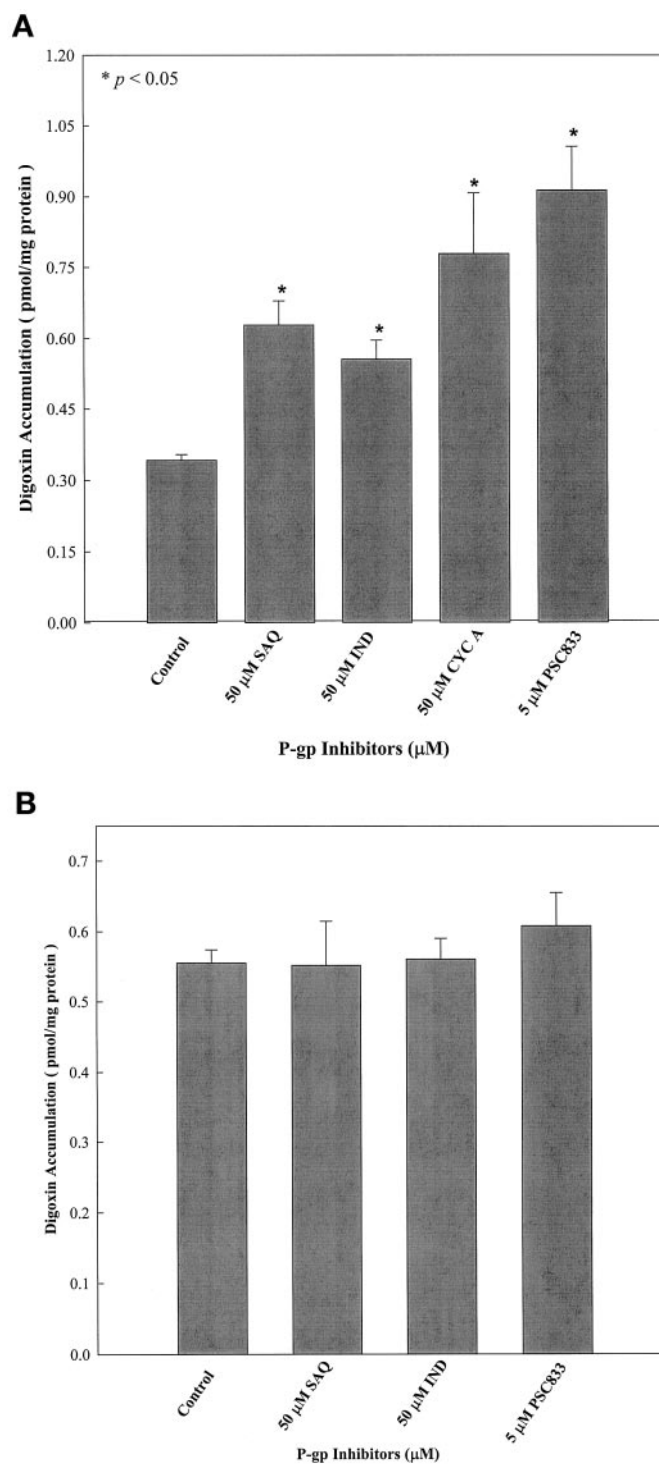 A
1.20
* p < 0.05
1.05
0.90
0.75
0.60
0.45
0.30
0.15
0.00
Digoxin Accumulation ( pmol/mg protein )
*
*
*
*
Control
50 μM SAQ
50 μM IND
50 μM CYC A
5 μM PSC833
P-gp Inhibitors (μM)
B
0.7
0.6
0.5
0.4
0.3
0.2
0.1
0.0
Digoxin Accumulation ( pmol/mg protein )
Control
50 μM SAQ
50 μM IND
5 μM PSC833
P-gp Inhibitors (μM)